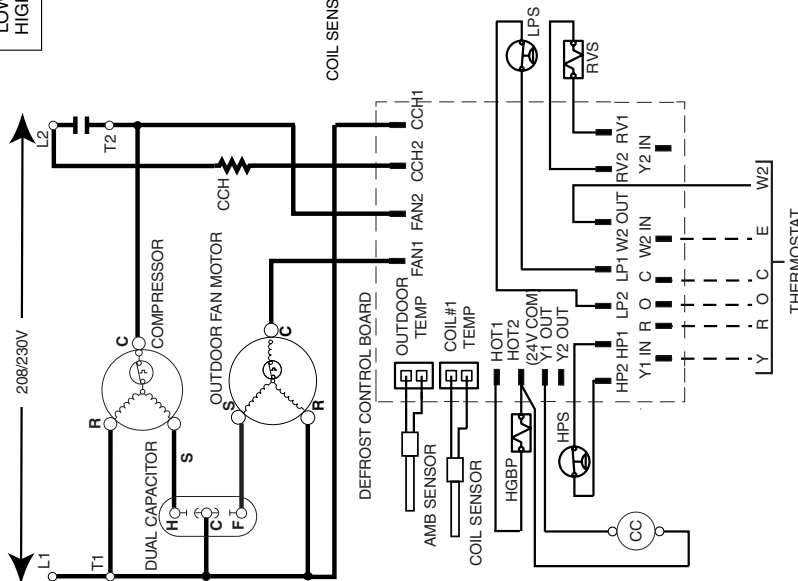 LOW
HIGH
COIL SENS
208/230V
L1
L2
T1
T2
R
COMPRESSOR
C
S
CCH
DUAL CAPACITOR
H
C
F
OUTDOOR FAN MOTOR
S
C
R
DEFROST CONTROL BOARD
FAN1
FAN2
CCH2
CCH1
OUTDOOR
TEMP
AMB SENSOR
COIL#1
TEMP
COIL SENSOR
HOT1
HOT2
(24V COM)
Y1 OUT
Y2 OUT
HGBP
HPS
CC
LPS
RVS
HP2
HP1
LP2
LP1
W2 OUT
RV2
RV1
Y1 IN
R
O
C
W2 IN
Y2 IN
Y
R
O
C
E
W2
THERMOSTAT